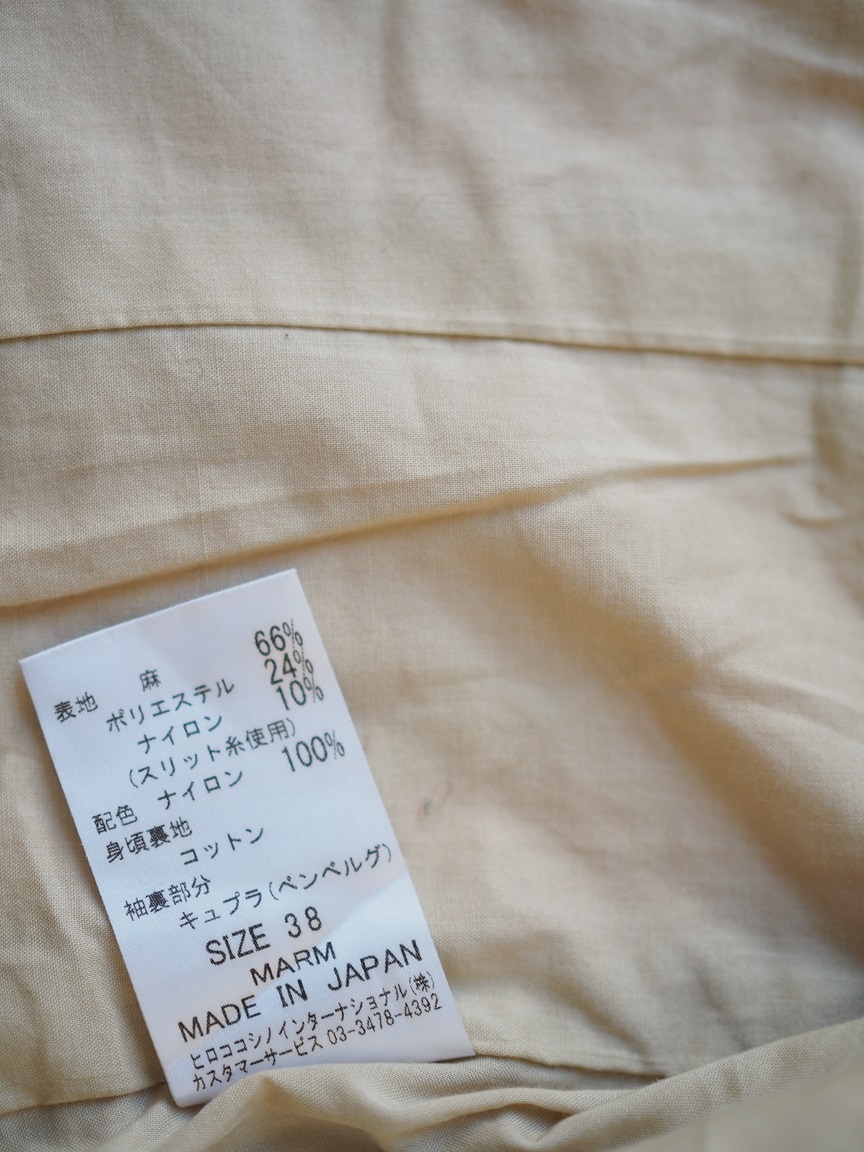 表地 麻 66%
ポリエステル 24%
ナイロン 10%
(スリット糸使用)
配色 ナイロン 100%
身頃裏地
コットン
袖裏部分
キュプラ(ベンベルグ)
SIZE 38
MARM
MADE IN JAPAN
ヒロココシノインターナショナル(株)
カスタマーサービス 03-3478-4392